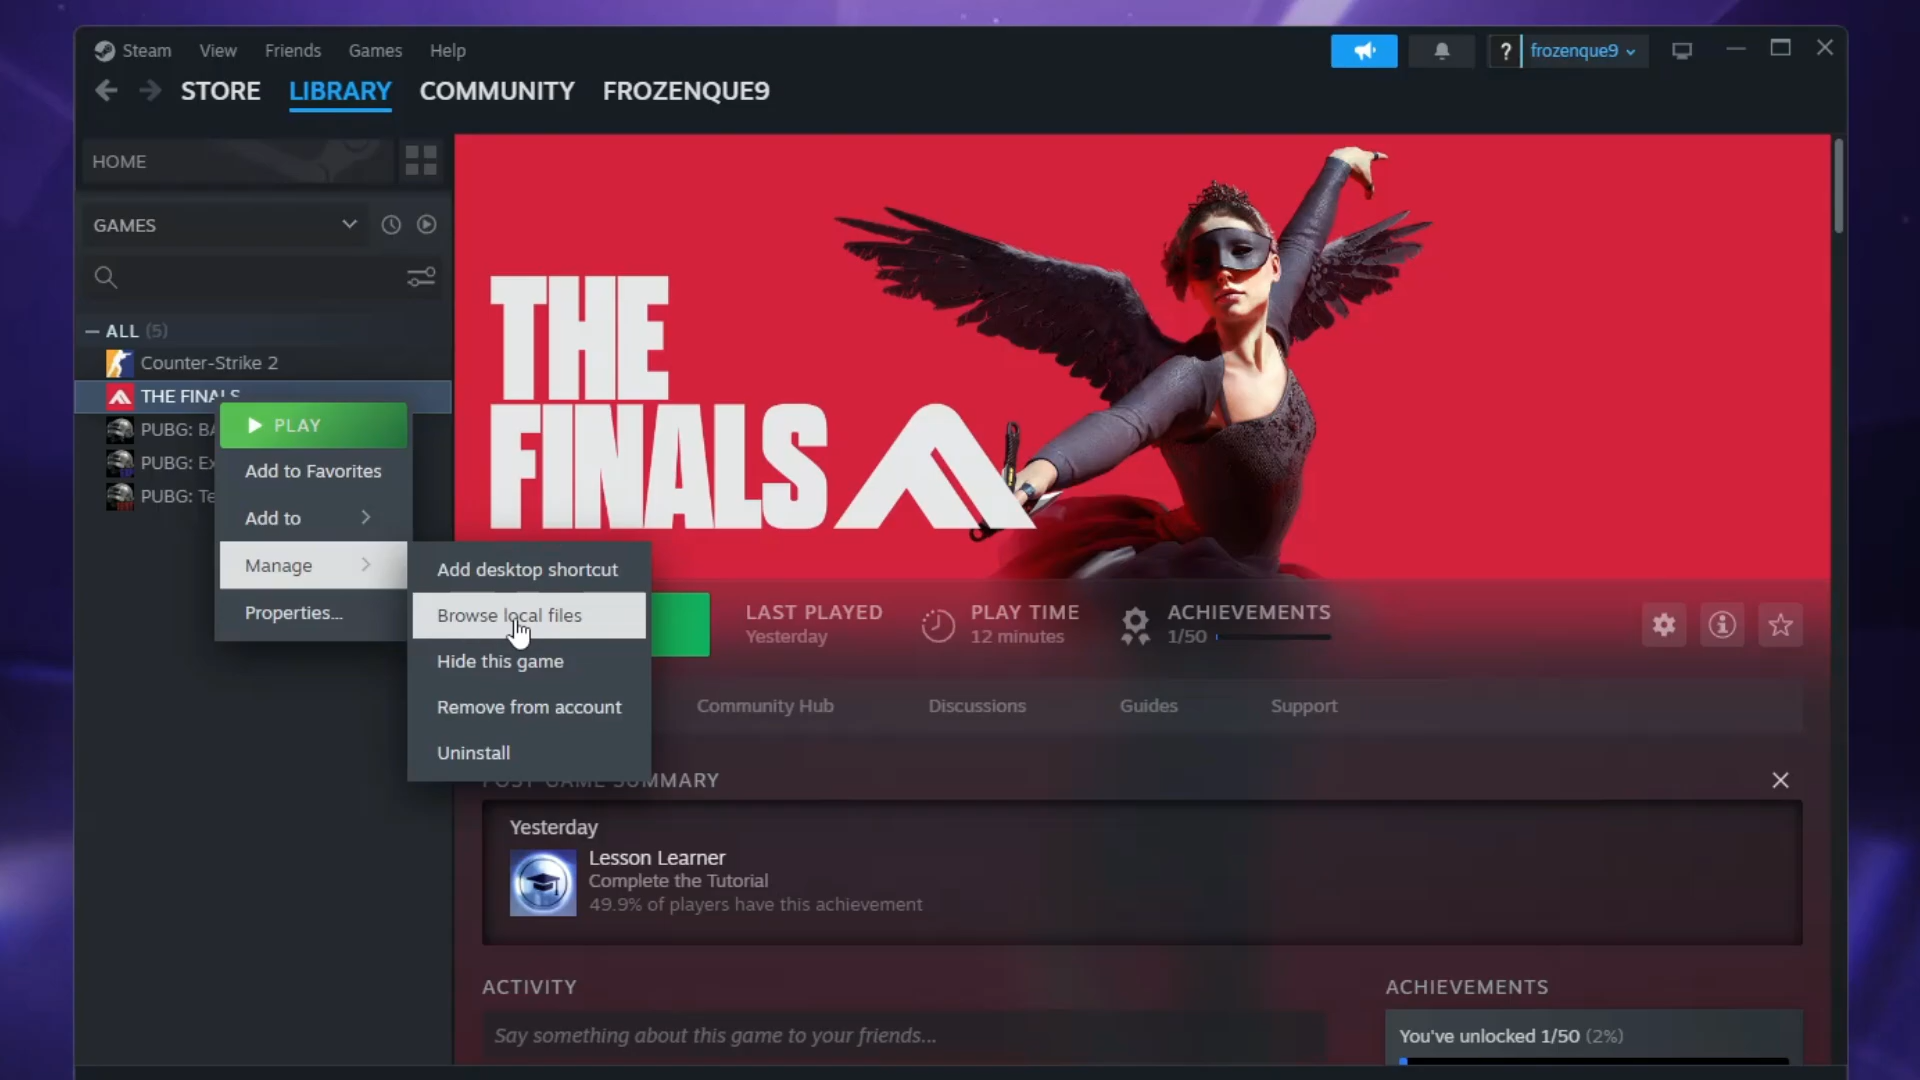 Steam View Friends Games Help
? frozenque9
STORE LIBRARY COMMUNITY FROZENQUE9
HOME
GAMES
ALL (5)
Counter-Strike 2
THE FINALS
PUBG: BA
PUBG: Ex
PUBG: Te
PLAY
Add to Favorites
Add to
Manage
Properties...
Add desktop shortcut
Browse local files
Hide this game
Remove from account
Uninstall
THE
FINALS
LAST PLAYED
Yesterday
PLAY TIME
12 minutes
ACHIEVEMENTS
1/50
Community Hub Discussions Guides Support
POST-GAME SUMMARY
Yesterday
Lesson Learner
Complete the Tutorial
49.9% of players have this achievement
ACTIVITY
Say something about this game to your friends...
ACHIEVEMENTS
You've unlocked 1/50 (2%)